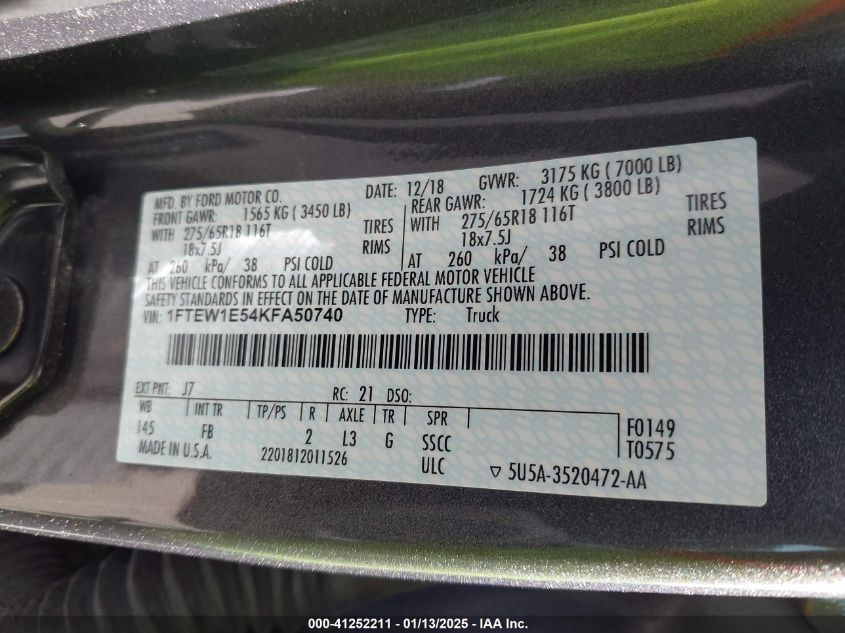 MFD. BY FORD MOTOR CO. DATE: 12/18 GVWR: 3175 KG ( 7000 LB)
FRONT GAWR: 1565 KG ( 3450 LB) REAR GAWR: 1724 KG ( 3800 LB)
WITH 275/65R18 116T TIRES WITH 275/65R18 116T TIRES
18x7.5J RIMS 18x7.5J RIMS
AT 260 kPa/ 38 PSI COLD AT 260 kPa/ 38 PSI COLD
THIS VEHICLE CONFORMS TO ALL APPLICABLE FEDERAL MOTOR VEHICLE
SAFETY STANDARDS IN EFFECT ON THE DATE OF MANUFACTURE SHOWN ABOVE.
VIN: 1FTEW1E54KFA50740 TYPE: Truck
EXT PNT: J7 RC: 21 DSO:
WB INT TR TP/PS R AXLE TR SPR F0149
145 FB 2 L3 G SSCC T0575
MADE IN U.S.A. 2201812011526 ULC ▽ 5U5A-3520472-AA
000-41252211 - 01/13/2025 - IAA Inc.